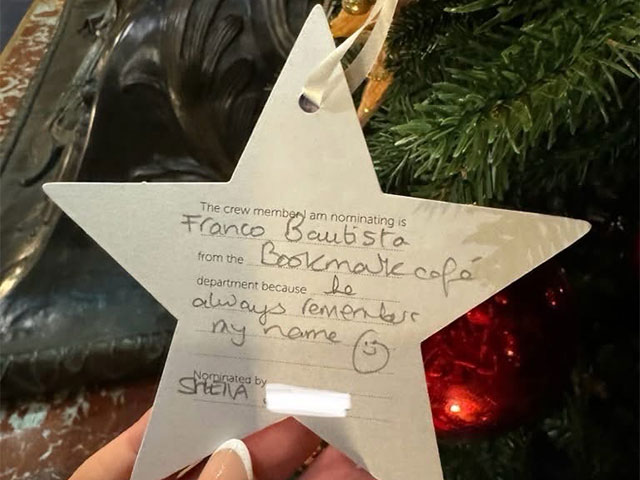 The crew member I am nominating is
Franco Bautista
from the Bookmark café
department because he
always remember
my name
Nominated by
SHEILA